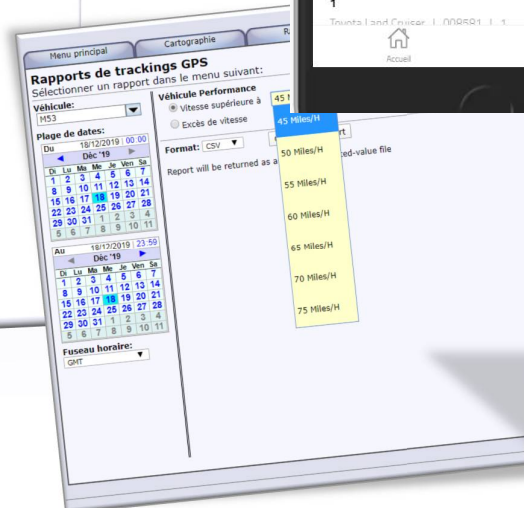 1
Toyota Land Cruiser | 008581 | 1
Accueil
Menu principal
Cartographie
Rapports de trackings GPS
Sélectionner un rapport dans le menu suivant:
Véhicule:
M53
Plage de dates:
Du 18/12/2019 00:00
Déc '19
Di Lu Ma Me Je Ven Sa
1 2 3 4 5 6 7
8 9 10 11 12 13 14
15 16 17 18 19 20 21
22 23 24 25 26 27 28
29 30 31 1 2 3 4
5 6 7 8 9 10 11
Au 18/12/2019 23:59
Déc '19
Di Lu Ma Me Je Ven Sa
1 2 3 4 5 6 7
8 9 10 11 12 13 14
15 16 17 18 19 20 21
22 23 24 25 26 27 28
29 30 31 1 2 3 4
5 6 7 8 9 10 11
Fuseau horaire:
GMT
Véhicule Performance
Vitesse supérieure à 45
Excès de vitesse
Format: CSV
Report will be returned as a
-value file
45 Miles/H
50 Miles/H
55 Miles/H
60 Miles/H
65 Miles/H
70 Miles/H
75 Miles/H